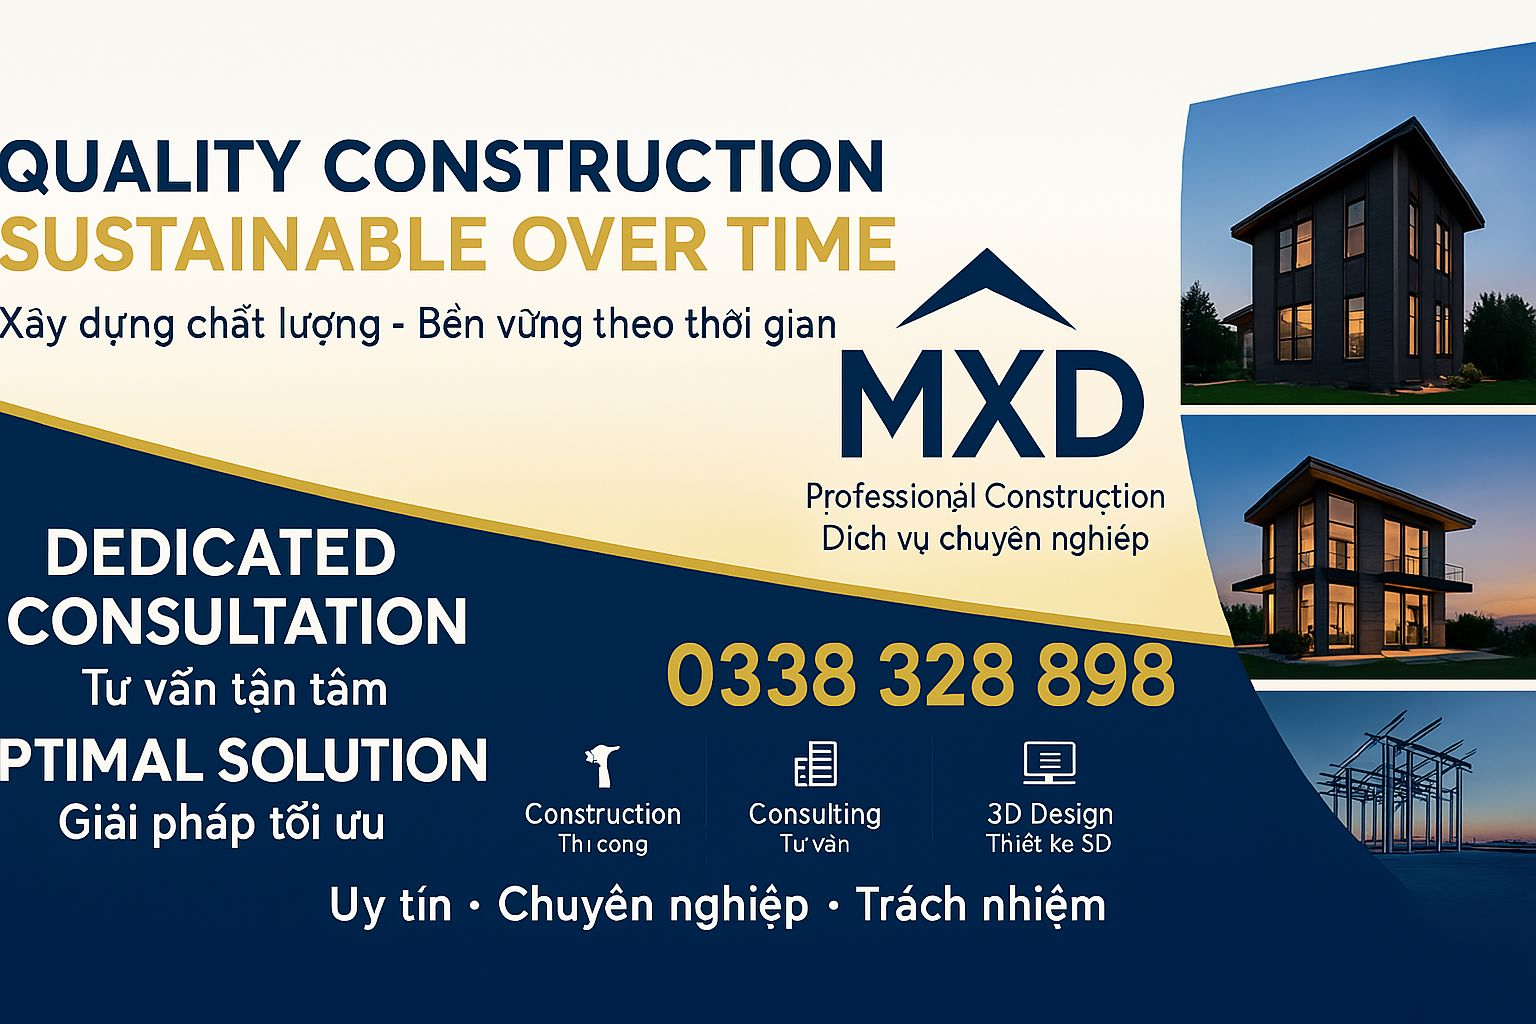 QUALITY CONSTRUCTION
SUSTAINABLE OVER TIME
Xây dựng chất lượng - Bền vững theo thời gian
MXD
Professional Construction
Dich vụ chuyên nghiép
DEDICATED
CONSULTATION
Tư vấn tận tâm
PTIMAL SOLUTION
Giải pháp tối ưu
0338 328 898
Construction
Thı cong
Consulting
Tư vàn
3D Design
Thiêt ke SD
Uy tín · Chuyên nghiệp · Trách nhiệm